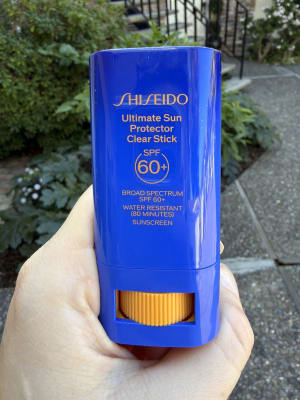 SHISEIDO
Ultimate Sun
Protector
Clear Stick
SPF
60+
BROAD SPECTRUM
SPF 60+
WATER RESISTANT
(80 MINUTES)
SUNSCREEN